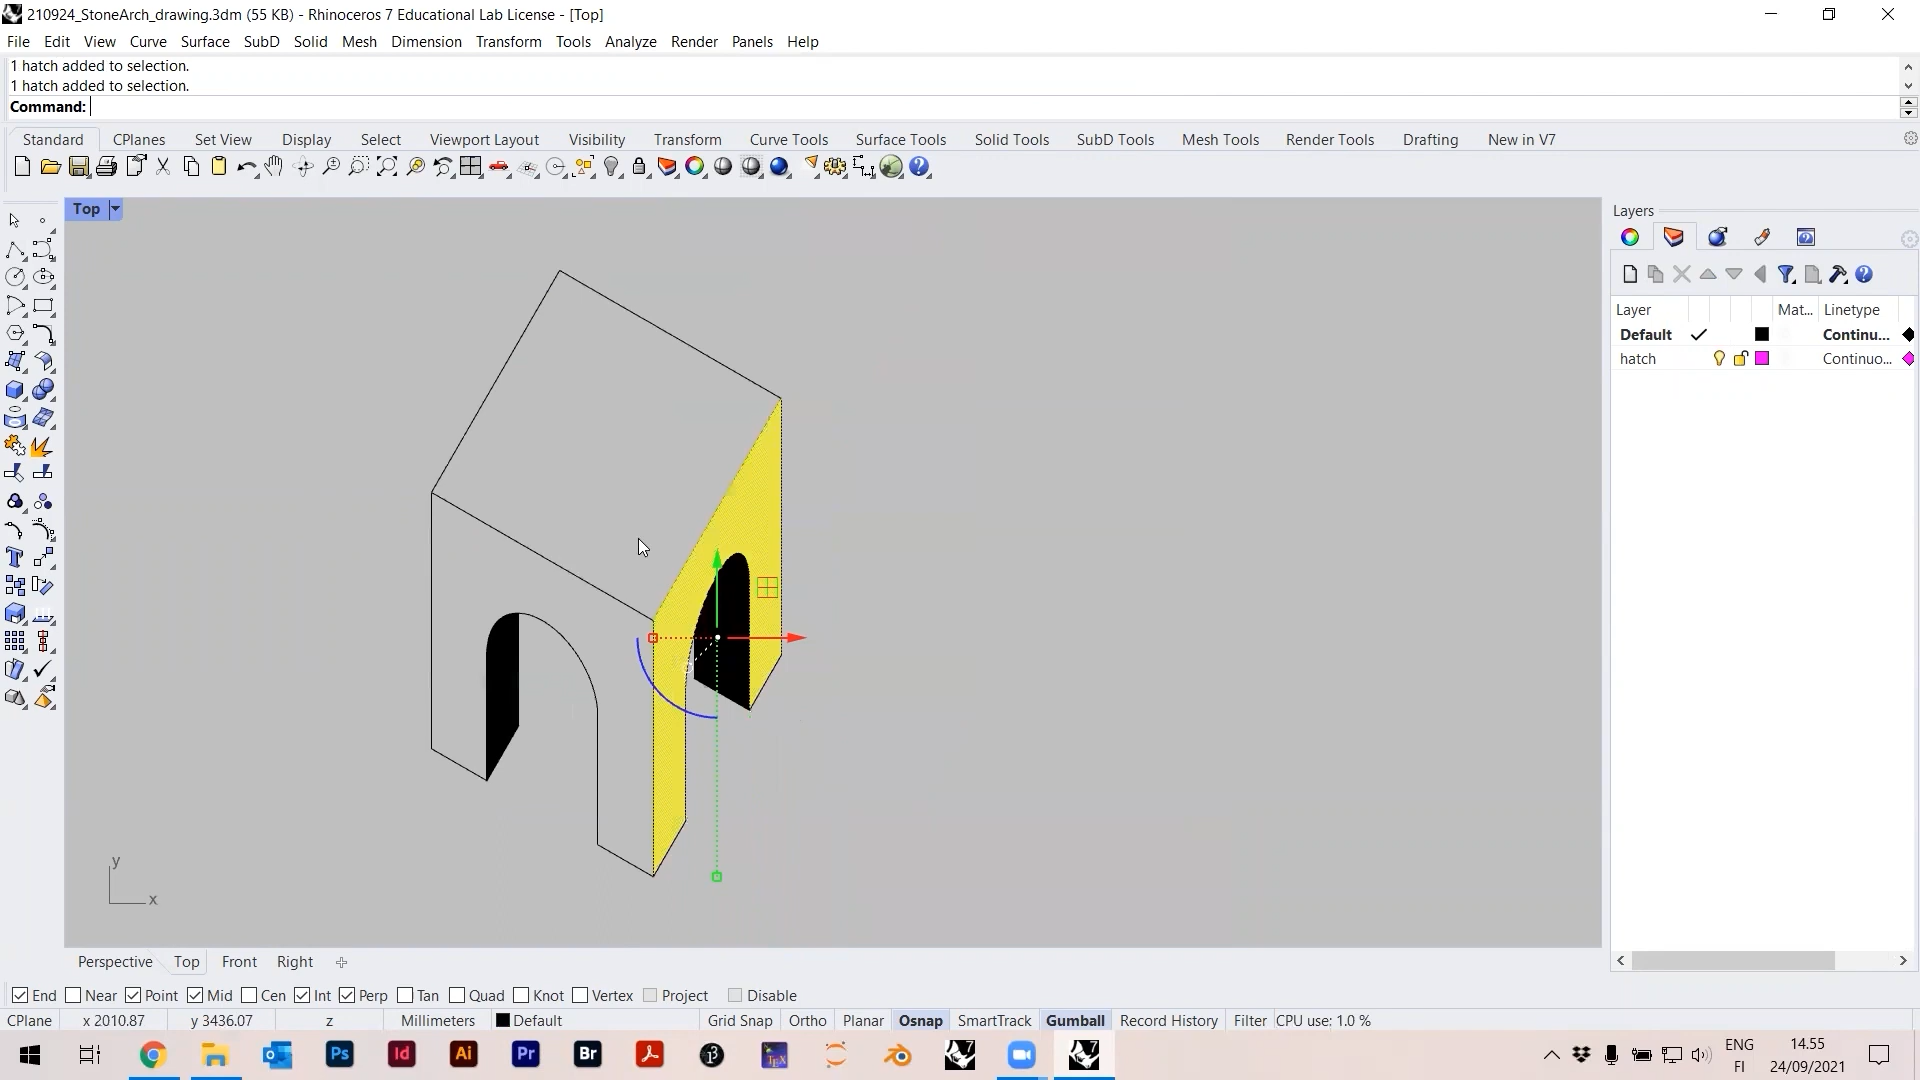 210924_StoneArch_drawing.3dm (55 KB) - Rhinoceros 7 Educational Lab License - [Top]
File Edit View Curve Surface SubD Solid Mesh Dimension Transform Tools Analyze Render Panels Help
1 hatch added to selection.
1 hatch added to selection.
Command:
Standard CPlanes Set View Display Select Viewport Layout Visibility Transform Curve Tools Surface Tools Solid Tools SubD Tools Mesh Tools Render Tools Drafting New in V7
Top
Layers
Layer Mat... Linetype
Default Continu...
hatch Continuo...
y
x
Perspective Top Front Right
End Near Point Mid Cen Int Perp Tan Quad Knot Vertex Project Disable
CPlane x 2010.87 y 3436.07 z Millimeters Default Grid Snap Ortho Planar Osnap SmartTrack Gumball Record History Filter CPU use: 1.0 %
Ps Id Ai Pr Br
ENG 14.55
FI 24/09/2021